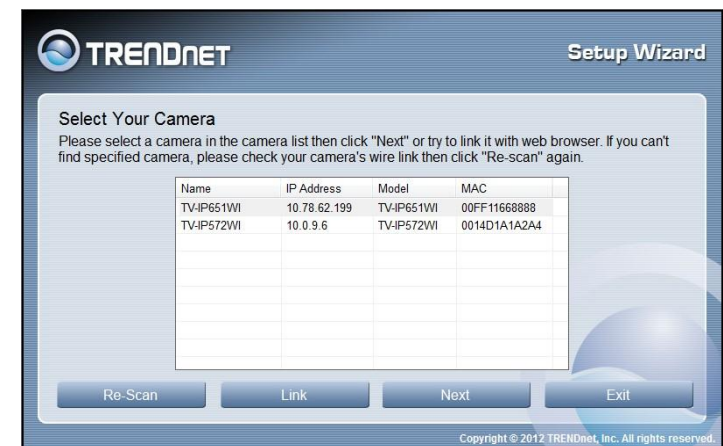 TRENDNET
Setup Wizard
Select Your Camera
Please select a camera in the camera list then click "Next" or try to link it with web browser. If you can't
find specified camera, please check your camera's wire link then click "Re-scan" again.
Name IP Address Model MAC
TV-IP651WI 10.78.62.199 TV-IP651WI 00FF11668888
TV-IP572WI 10.0.9.6 TV-IP572WI 0014D1A1A2A4
Re-Scan Link Next Exit
Copyright © 2012 TRENDnet, Inc. All rights reserved.